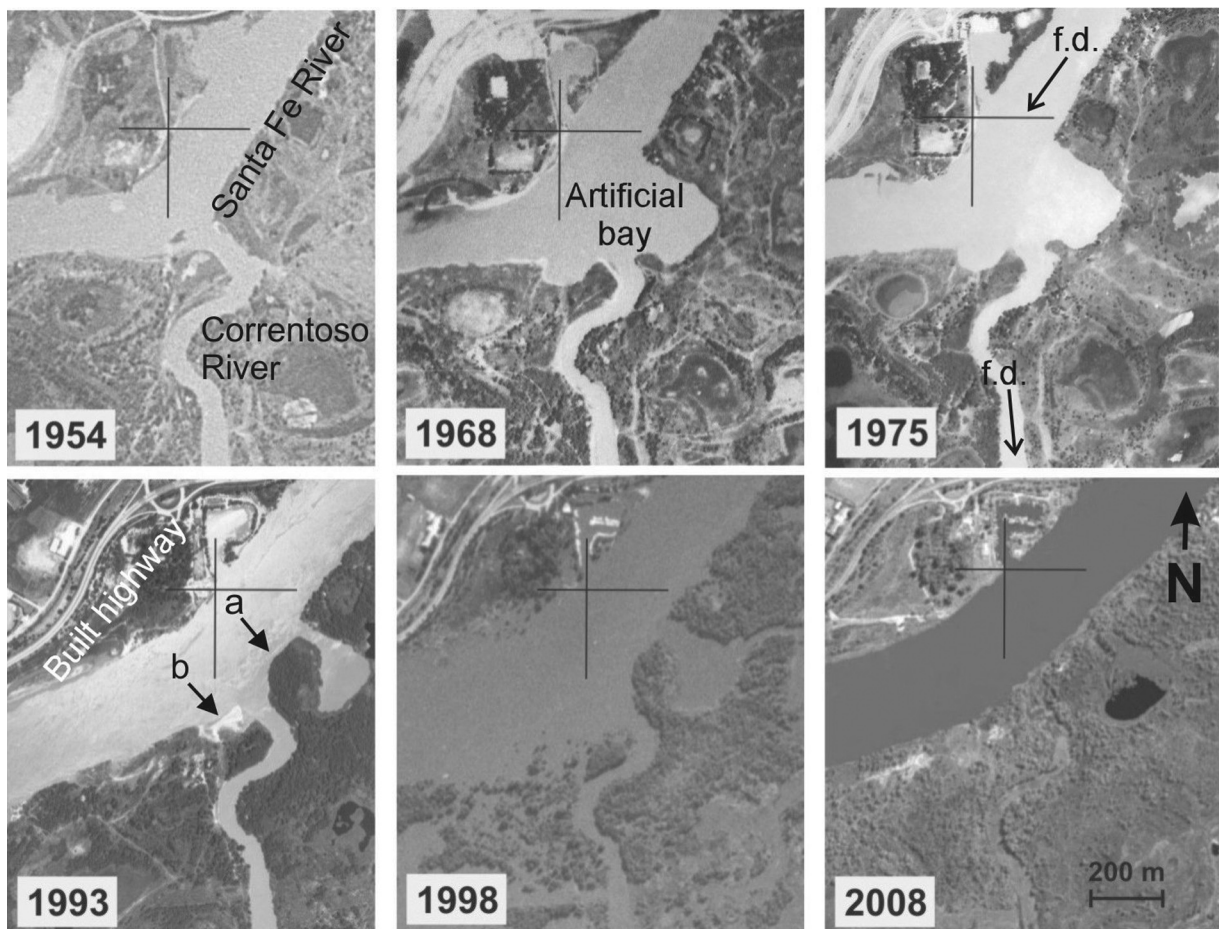 Santa Fe River
Correntoso
River
1954
Artificial
bay
1968
f.d.
f.d.
1975
Built highway
a
b
1993
1998
N
200 m
2008